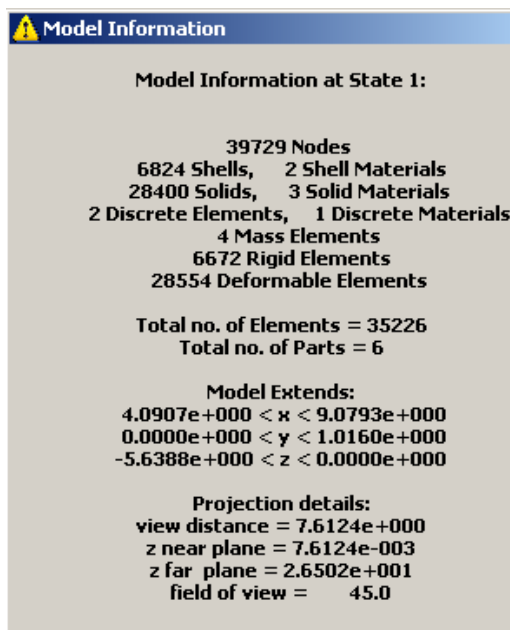 Model Information
Model Information at State 1:
39729 Nodes
6824 Shells, 2 Shell Materials
28400 Solids, 3 Solid Materials
2 Discrete Elements, 1 Discrete Materials
4 Mass Elements
6672 Rigid Elements
28554 Deformable Elements
Total no. of Elements = 35226
Total no. of Parts = 6
Model Extends:
4.0907e+000 < x < 9.0793e+000
0.0000e+000 < y < 1.0160e+000
-5.6388e+000 < z < 0.0000e+000
Projection details:
view distance = 7.6124e+000
z near plane = 7.6124e-003
z far plane = 2.6502e+001
field of view = 45.0